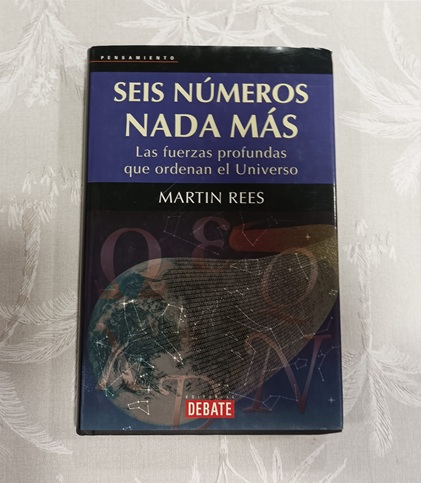 PENSAMIENTO
SEIS NÚMEROS
NADA MÁS
Las fuerzas profundas
que ordenan el Universo
MARTIN REES
Ω Ɛ Q
λ D N
EDITORIAL
DEBATE